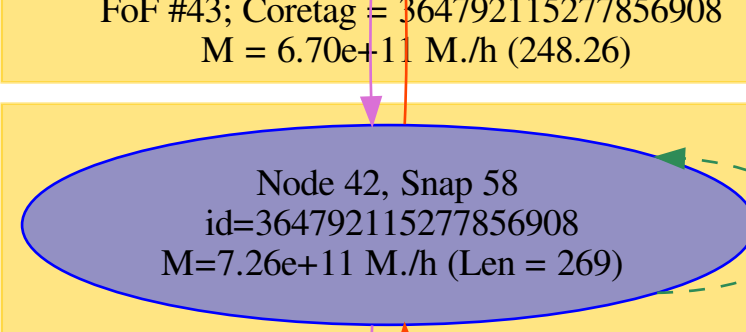 FoF #43; Coretag = 364792115277856908
M = 6.70e+11 M./h (248.26)
Node 42, Snap 58
id=364792115277856908
M=7.26e+11 M./h (Len = 269)